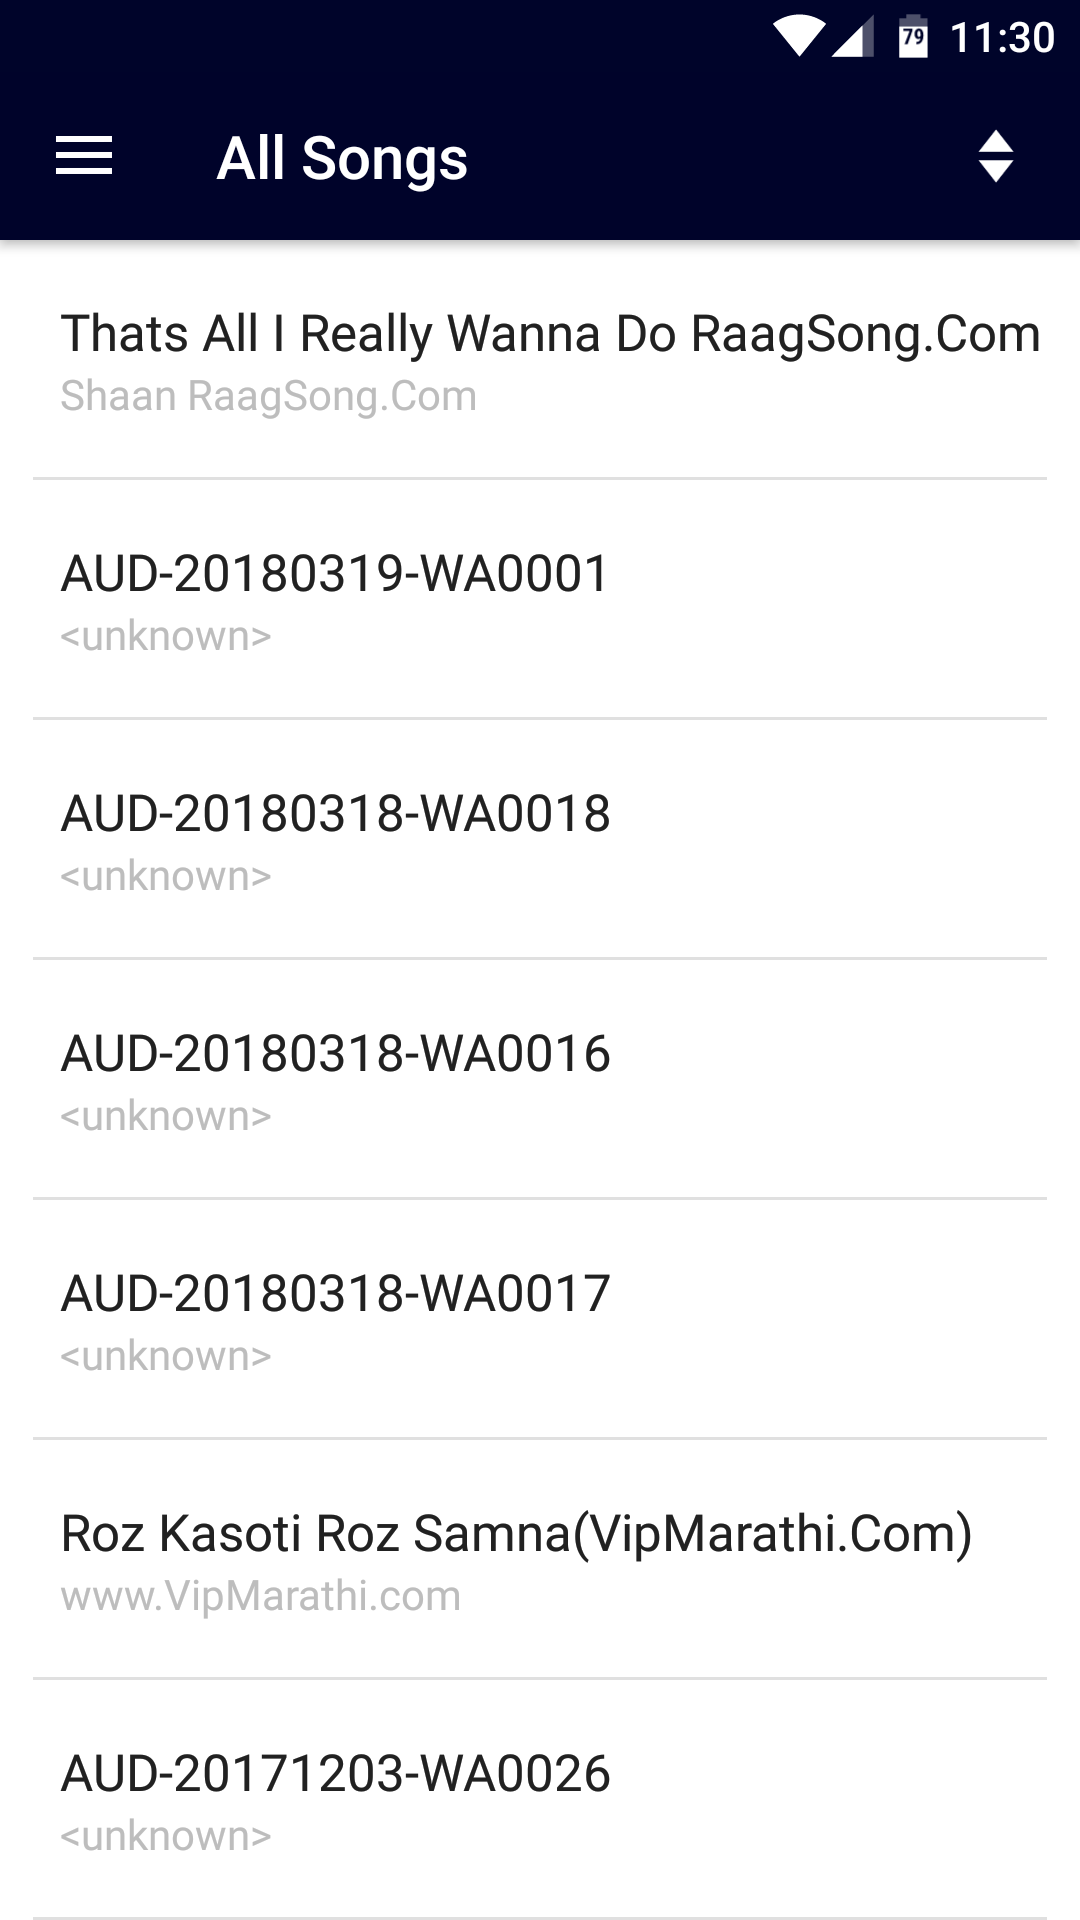 79 11:30
All Songs
Thats All I Really Wanna Do RaagSong.Com
Shaan RaagSong.Com
AUD-20180319-WA0001
<unknown>
AUD-20180318-WA0018
<unknown>
AUD-20180318-WA0016
<unknown>
AUD-20180318-WA0017
<unknown>
Roz Kasoti Roz Samna(VipMarathi.Com)
www.VipMarathi.com
AUD-20171203-WA0026
<unknown>